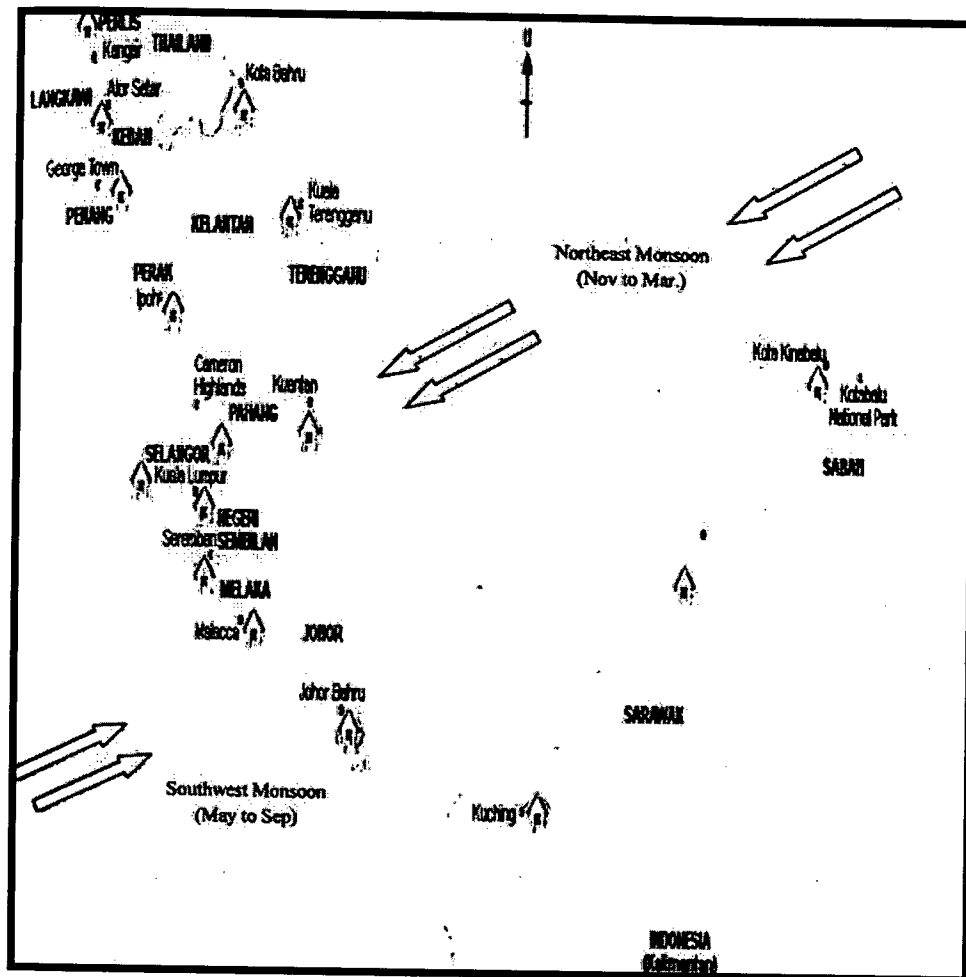 PERLIS
Kangar
THAILAND
Kota Bahru
LANGKAWI
Alor Setar
KEDAH
George Town
PENANG
Kuala
Terengganu
KELANTAN
Northeast Monsoon
(Nov to Mar.)
PERAK
TERENGGANU
Ipoh
Kota Kinabalu
Cameron
Highlands
Kuantan
Kotabalu
National Park
PAHANG
SELANGOR
SABAH
Kuala Lumpur
NEGERI
Seremban SEMBILAN
MELAKA
Malacca
JOHOR
Johor Bahru
SARAWAK
Southwest Monsoon
(May to Sep)
Kuching
INDONESIA
(Kalimantan)